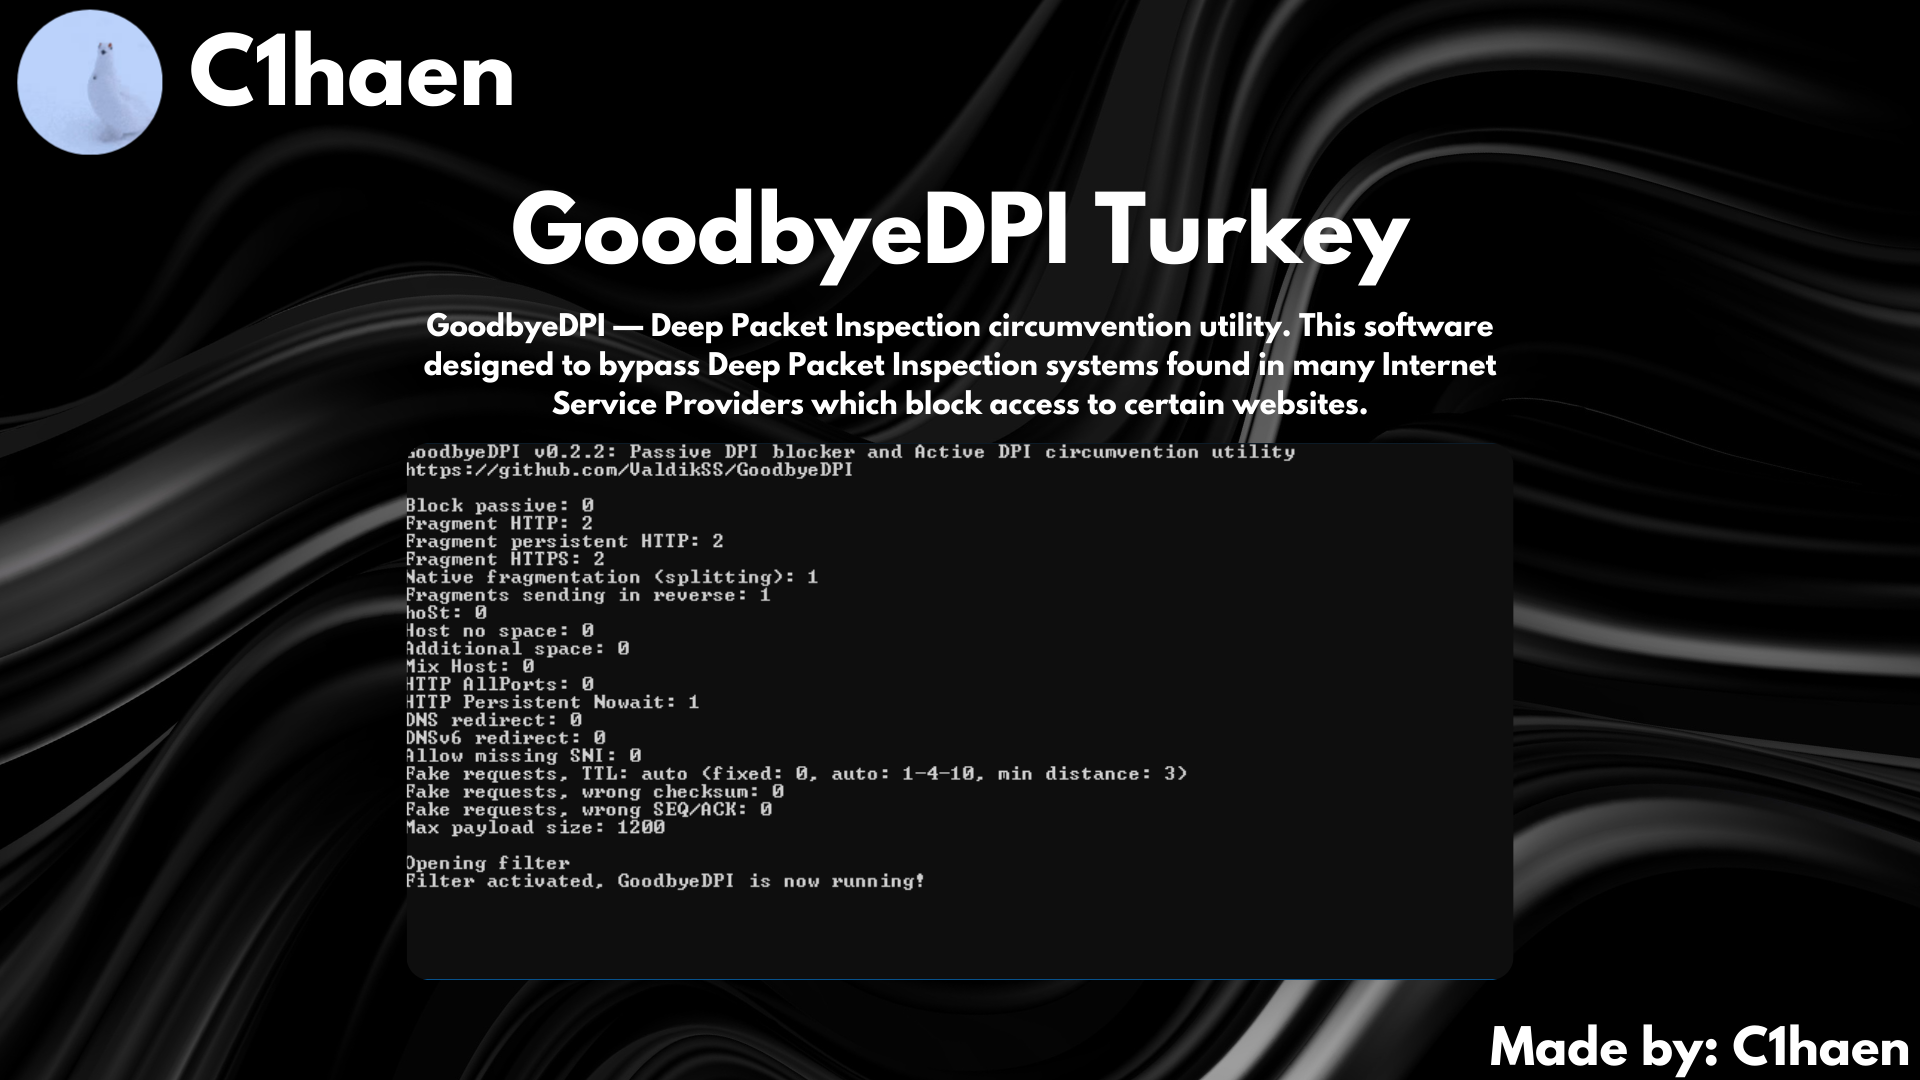 C1haen
GoodbyeDPI Turkey
GoodbyeDPI — Deep Packet Inspection circumvention utility. This software
designed to bypass Deep Packet Inspection systems found in many Internet
Service Providers which block access to certain websites.
GoodbyeDPI v0.2.2: Passive DPI blocker and Active DPI circumvention utility
https://github.com/ValdikSS/GoodbyeDPI
Block passive: 0
Fragment HTTP: 2
Fragment persistent HTTP: 2
Fragment HTTPS: 2
Native fragmentation (splitting): 1
Fragments sending in reverse: 1
hoSt: 0
Host no space: 0
Additional space: 0
Mix Host: 0
HTTP AllPorts: 0
HTTP Persistent Nowait: 1
DNS redirect: 0
DNSv6 redirect: 0
Allow missing SNI: 0
Fake requests, TTL: auto (fixed: 0, auto: 1-4-10, min distance: 3)
Fake requests, wrong checksum: 0
Fake requests, wrong SEQ/ACK: 0
Max payload size: 1200
Opening filter
Filter activated, GoodbyeDPI is now running!
Made by: C1haen